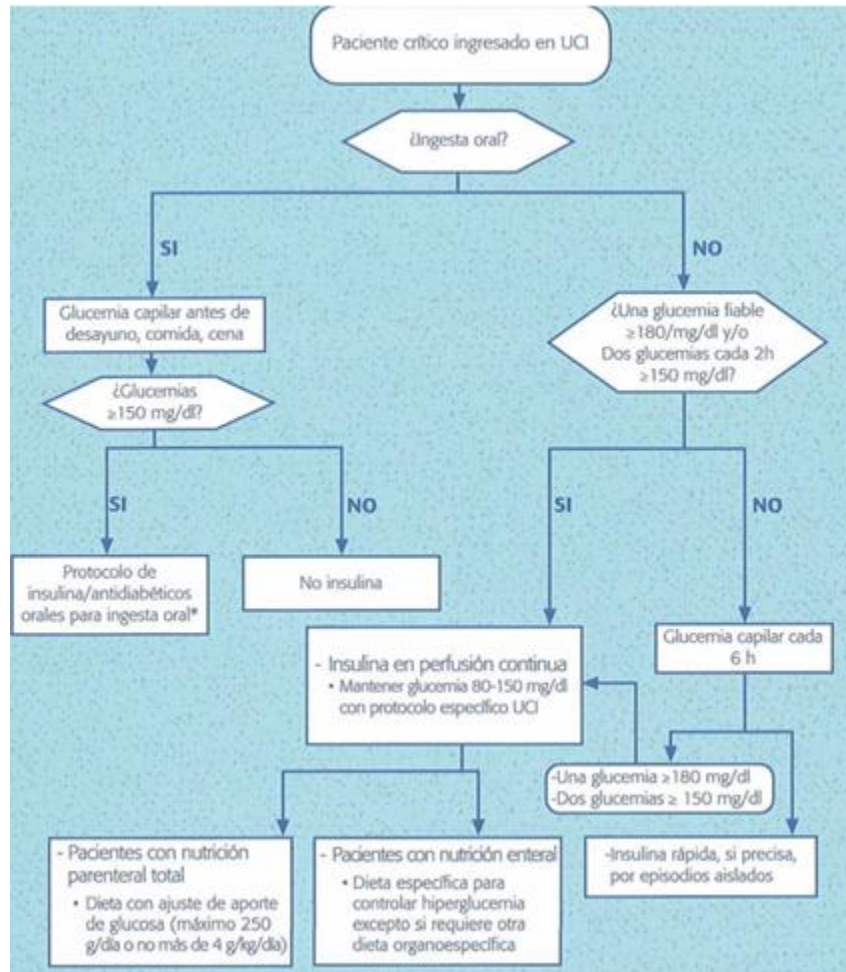 Paciente crítico ingresado en UCI
¿Ingesta oral?
SI
NO
Glucemia capilar antes de
desayuno, comida, cena
¿Una glucemia fiable
≥180/mg/dl y/o
Dos glucemias cada 2h
≥150 mg/dl?
¿Glucemias
≥150 mg/dl?
SI
NO
SI
NO
Protocolo de
insulina/antidiabéticos
orales para ingesta oral*
No insulina
- Insulina en perfusión continua
• Mantener glucemia 80-150 mg/dl
con protocolo específico UCI
Glucemia capilar cada
6 h
-Una glucemia ≥180 mg/dl
-Dos glucemias ≥ 150 mg/dl
- Pacientes con nutrición
parenteral total
• Dieta con ajuste de aporte
de glucosa (máximo 250
g/día o no más de 4 g/kg/día)
- Pacientes con nutrición enteral
• Dieta específica para
controlar hiperglucemia
excepto si requiere otra
dieta organoespecífica
-Insulina rápida, si precisa,
por episodios aislados